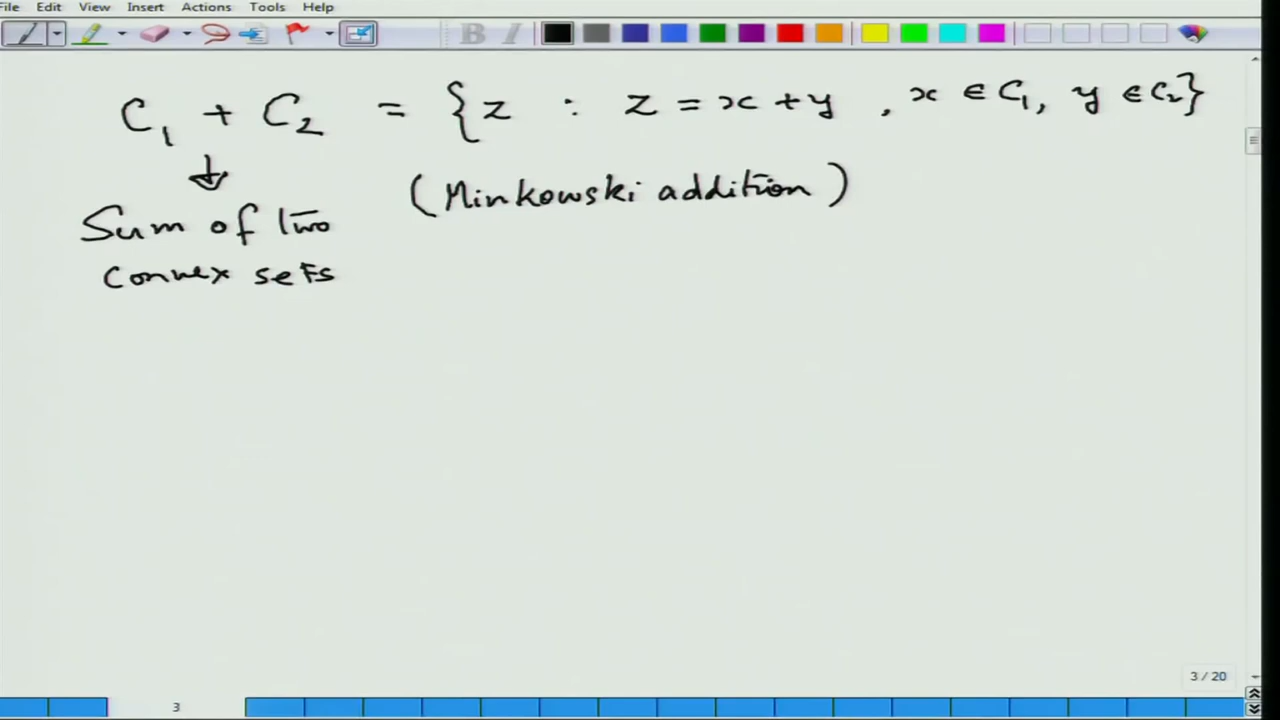 File Edit View Insert Actions Tools Help
B I
C₁ + C₂ = {z : z = x + y , x ∈ C₁, y ∈ C₂}
(Minkowski addition)
Sum of two
convex sets
3 / 20
3